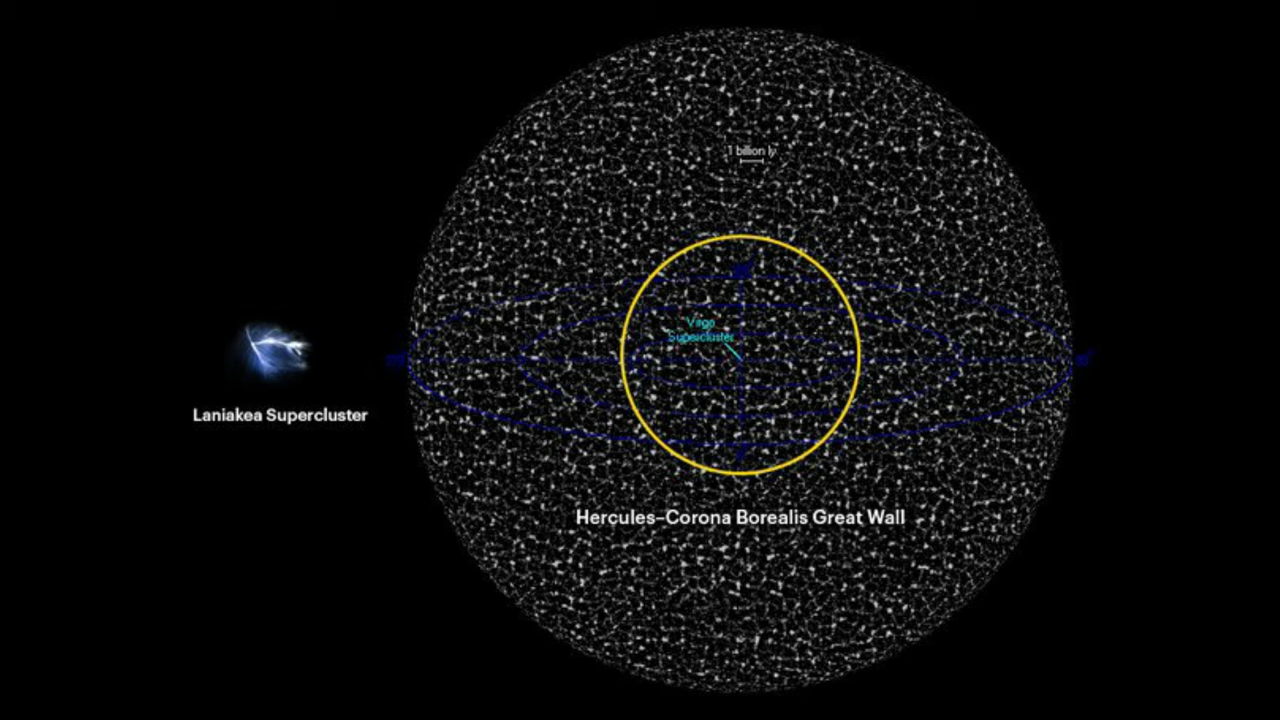 1 billion ly
Virgo
Supercluster
Laniakea Supercluster
Hercules–Corona Borealis Great Wall